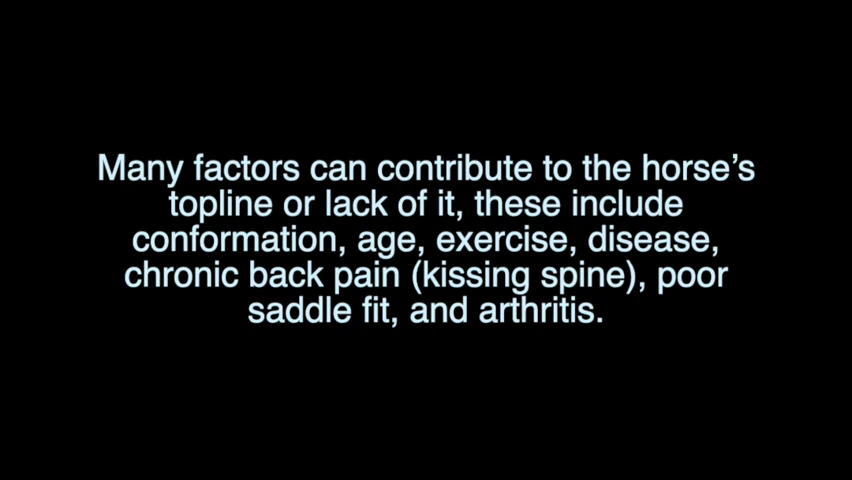 Many factors can contribute to the horse’s
topline or lack of it, these include
conformation, age, exercise, disease,
chronic back pain (kissing spine), poor
saddle fit, and arthritis.